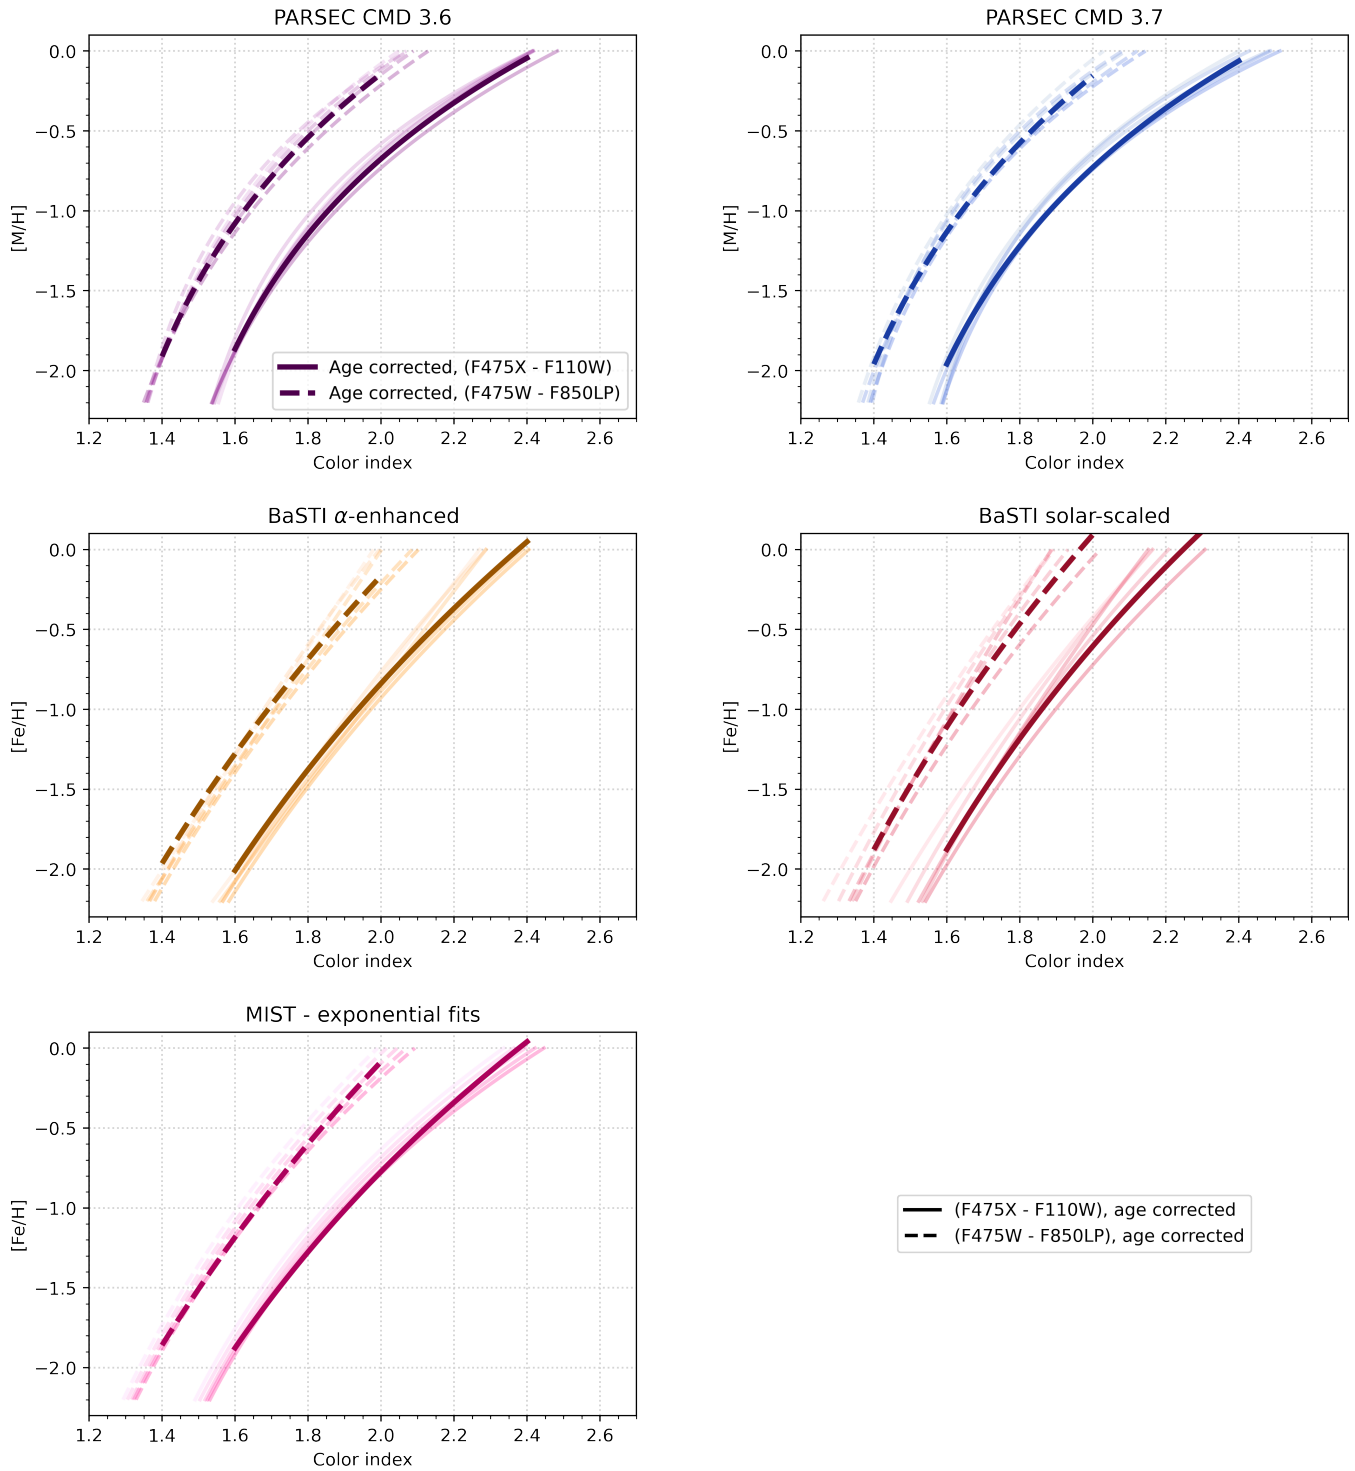 PARSEC CMD 3.6
0.0
−0.5
−1.0
−1.5
−2.0
[M/H]
Age corrected, (F475X - F110W)
Age corrected, (F475W - F850LP)
1.2 1.4 1.6 1.8 2.0 2.2 2.4 2.6
Color index
PARSEC CMD 3.7
0.0
−0.5
−1.0
−1.5
−2.0
[M/H]
1.2 1.4 1.6 1.8 2.0 2.2 2.4 2.6
Color index
BaSTI α-enhanced
0.0
−0.5
−1.0
−1.5
−2.0
[Fe/H]
1.2 1.4 1.6 1.8 2.0 2.2 2.4 2.6
Color index
BaSTI solar-scaled
0.0
−0.5
−1.0
−1.5
−2.0
[Fe/H]
1.2 1.4 1.6 1.8 2.0 2.2 2.4 2.6
Color index
MIST - exponential fits
0.0
−0.5
−1.0
−1.5
−2.0
[Fe/H]
1.2 1.4 1.6 1.8 2.0 2.2 2.4 2.6
Color index
(F475X - F110W), age corrected
(F475W - F850LP), age corrected